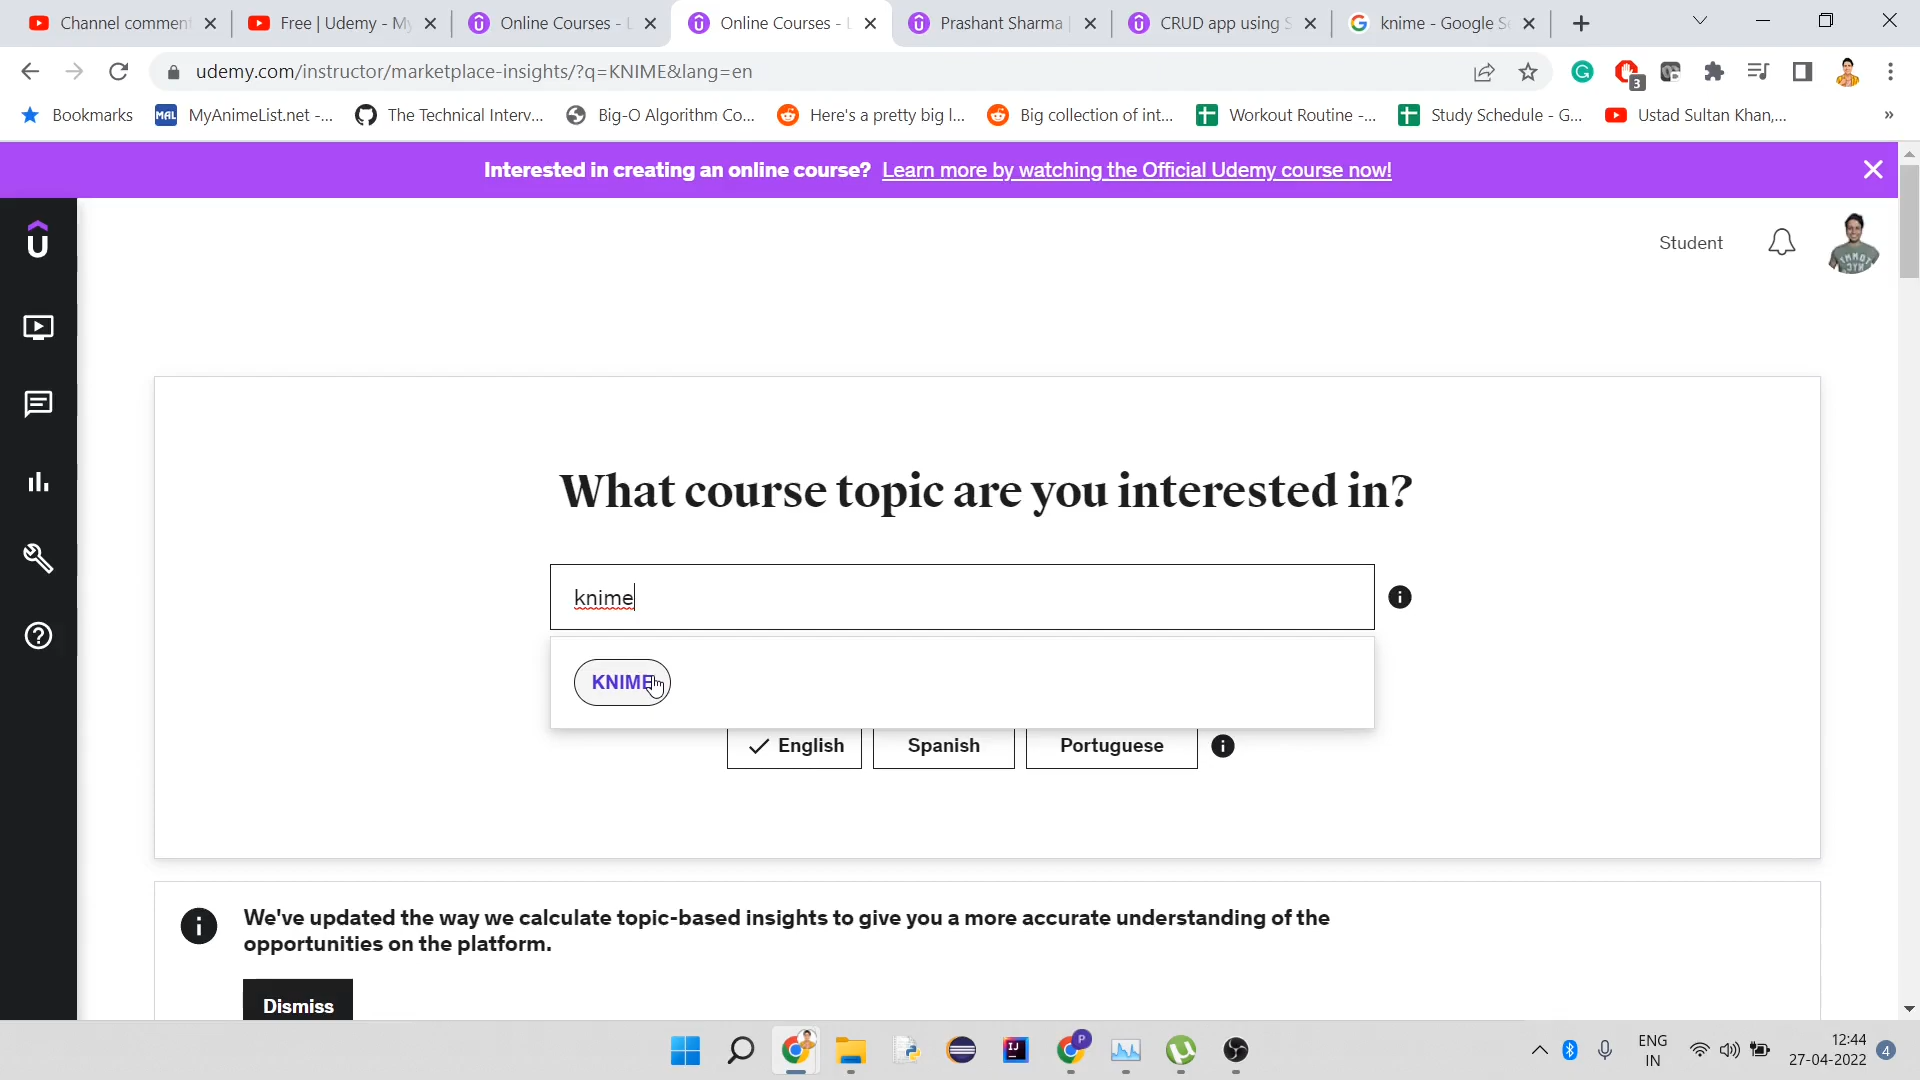 Channel comment
Free | Udemy - My
Online Courses - L
Online Courses - L
Prashant Sharma |
CRUD app using S
knime - Google Se
udemy.com/instructor/marketplace-insights/?q=KNIME&lang=en
3
Bookmarks
MAL MyAnimeList.net -...
The Technical Interv...
Big-O Algorithm Co...
Here's a pretty big l...
Big collection of int...
Workout Routine -...
Study Schedule - G...
Ustad Sultan Khan,...
»
Interested in creating an online course? Learn more by watching the Official Udemy course now!
Student
What course topic are you interested in?
knime
KNIME
English
Spanish
Portuguese
We've updated the way we calculate topic-based insights to give you a more accurate understanding of the
opportunities on the platform.
Dismiss
ENG
IN
12:44
27-04-2022
4